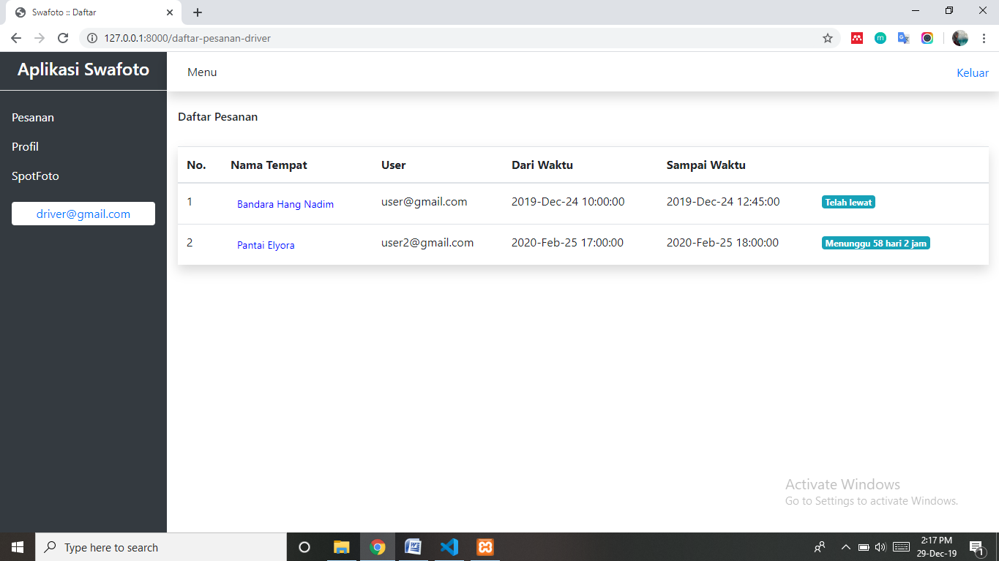 Swafoto :: Daftar
127.0.0.1:8000/daftar-pesanan-driver
Aplikasi Swafoto
Menu
Keluar
Pesanan
Profil
SpotFoto
driver@gmail.com
Daftar Pesanan
No. Nama Tempat User Dari Waktu Sampai Waktu
1 Bandara Hang Nadim user@gmail.com 2019-Dec-24 10:00:00 2019-Dec-24 12:45:00 Telah lewat
2 Pantai Elyora user2@gmail.com 2020-Feb-25 17:00:00 2020-Feb-25 18:00:00 Menunggu 58 hari 2 jam
Activate Windows
Go to Settings to activate Windows.
Type here to search
2:17 PM
29-Dec-19
1